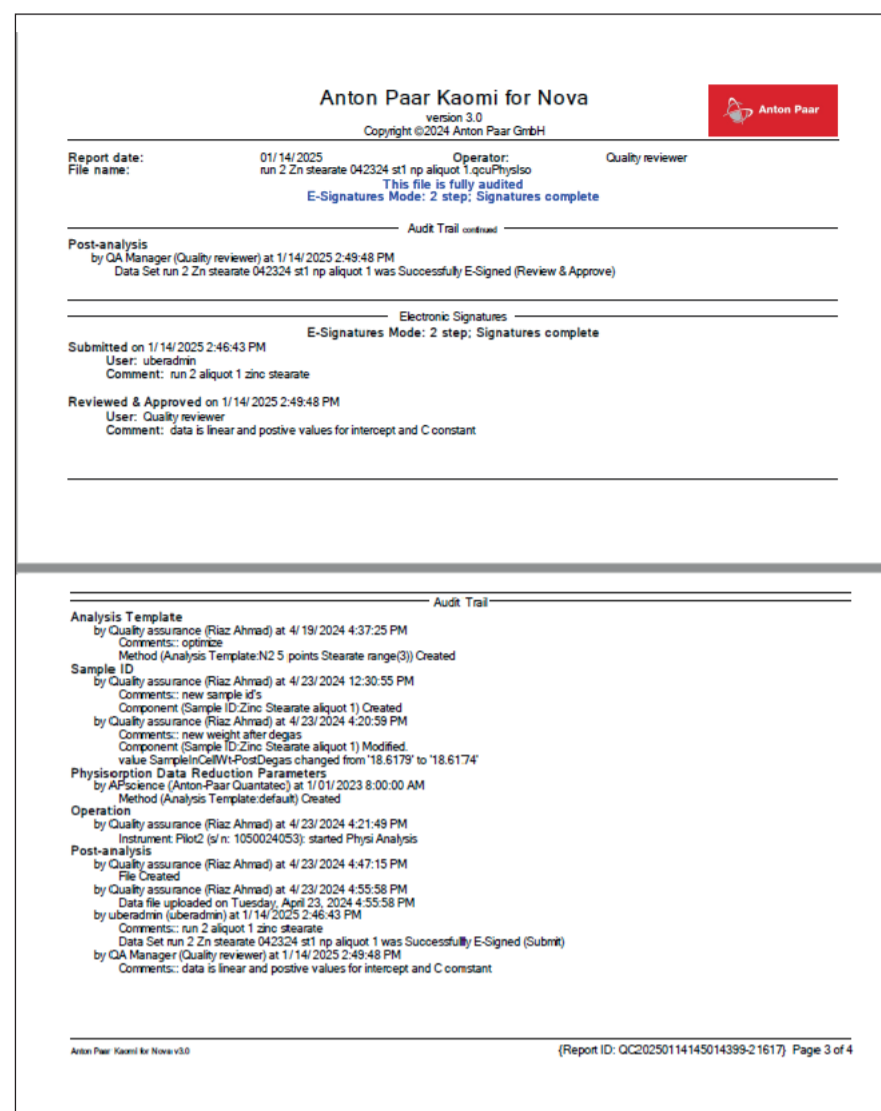 Anton Paar Kaomi for Nova
version 3.0
Copyright ©2024 Anton Paar GmbH
Anton Paar
Report date: 01/14/2025 Operator: Quality reviewer
File name: run 2 Zn stearate 042324 st1 np aliquot 1.qcuPhysIso
This file is fully audited
E-Signatures Mode: 2 step; Signatures complete
Audit Trail continued
Post-analysis
by QA Manager (Quality reviewer) at 1/14/2025 2:49:48 PM
Data Set run 2 Zn stearate 042324 st1 np aliquot 1 was Successfully E-Signed (Review & Approve)
Electronic Signatures
E-Signatures Mode: 2 step; Signatures complete
Submitted on 1/14/2025 2:46:43 PM
User: uberadmin
Comment: run 2 aliquot 1 zinc stearate
Reviewed & Approved on 1/14/2025 2:49:48 PM
User: Quality reviewer
Comment: data is linear and postive values for intercept and C constant
Audit Trail
Analysis Template
by Quality assurance (Riaz Ahmad) at 4/19/2024 4:37:25 PM
Comments:: optimize
Method (Analysis Template:N2 5 points Stearate range(3)) Created
Sample ID
by Quality assurance (Riaz Ahmad) at 4/23/2024 12:30:55 PM
Comments:: new sample id's
Component (Sample ID:Zinc Stearate aliquot 1) Created
by Quality assurance (Riaz Ahmad) at 4/23/2024 4:20:59 PM
Comments:: new weight after degas
Component (Sample ID:Zinc Stearate aliquot 1) Modified.
value SampleInCellWt-PostDegas changed from '18.6179' to '18.6174'
Physisorption Data Reduction Parameters
by APscience (Anton-Paar Quantatec) at 1/01/2023 8:00:00 AM
Method (Analysis Template:default) Created
Operation
by Quality assurance (Riaz Ahmad) at 4/23/2024 4:21:49 PM
Instrument: Pilot2 (s/n: 1050024053): started Physi Analysis
Post-analysis
by Quality assurance (Riaz Ahmad) at 4/23/2024 4:47:15 PM
File Created
by Quality assurance (Riaz Ahmad) at 4/23/2024 4:55:58 PM
Data file uploaded on Tuesday, April 23, 2024 4:55:58 PM
by uberadmin (uberadmin) at 1/14/2025 2:46:43 PM
Comments:: run 2 aliquot 1 zinc stearate
Data Set run 2 Zn stearate 042324 st1 np aliquot 1 was Successfully E-Signed (Submit)
by QA Manager (Quality reviewer) at 1/14/2025 2:49:48 PM
Comments:: data is linear and postive values for intercept and C comstant
Anton Paar Kaomi for Nova v3.0 {Report ID: QC20250114145014399-21617} Page 3 of 4